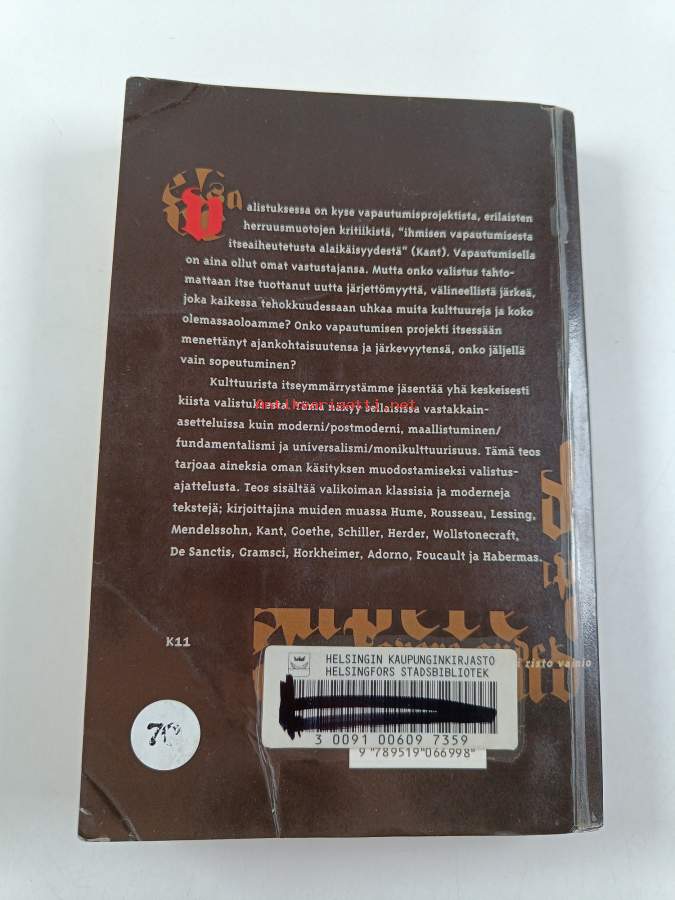 Valistuksessa on kyse vapautumisprojektista, erilaisten
herruusmuotojen kritiikistä, "ihmisen vapautumisesta
itseaiheutetusta alaikäisyydestä" (Kant). Vapautumisella
on aina ollut omat vastustajansa. Mutta onko valistus tahto-
mattaan itse tuottanut uutta järjettömyyttä, välineellistä järkeä,
joka kaikessa tehokkuudessaan uhkaa muita kulttuureja ja koko
olemassaoloamme? Onko vapautumisen projekti itsessään
menettänyt ajankohtaisuutensa ja järkevyytensä, onko jäljellä
vain sopeutuminen?
Kulttuurista itseymmärrystämme jäsentää yhä keskeisesti
kiista valistuksesta. Tämä näkyy sellaisissa vastakkain-
Antikvariaatti.net
asetteluissa kuin moderni/postmoderni, maallistuminen/
fundamentalismi ja universalismi/monikulttuurisuus. Tämä teos
tarjoaa aineksia oman käsityksen muodostamiseksi valistus-
ajattelusta. Teos sisältää valikoiman klassisia ja moderneja
tekstejä; kirjoittajina muiden muassa Hume, Rousseau, Lessing,
Mendelssohn, Kant, Goethe, Schiller, Herder, Wollstonecraft,
De Sanctis, Gramsci, Horkheimer, Adorno, Foucault ja Habermas.
K11
risto vainio
HELSINGIN KAUPUNGINKIRJASTO
HELSINGFORS STADSBIBLIOTEK
3 0091 00609 7359
9 789519 066998